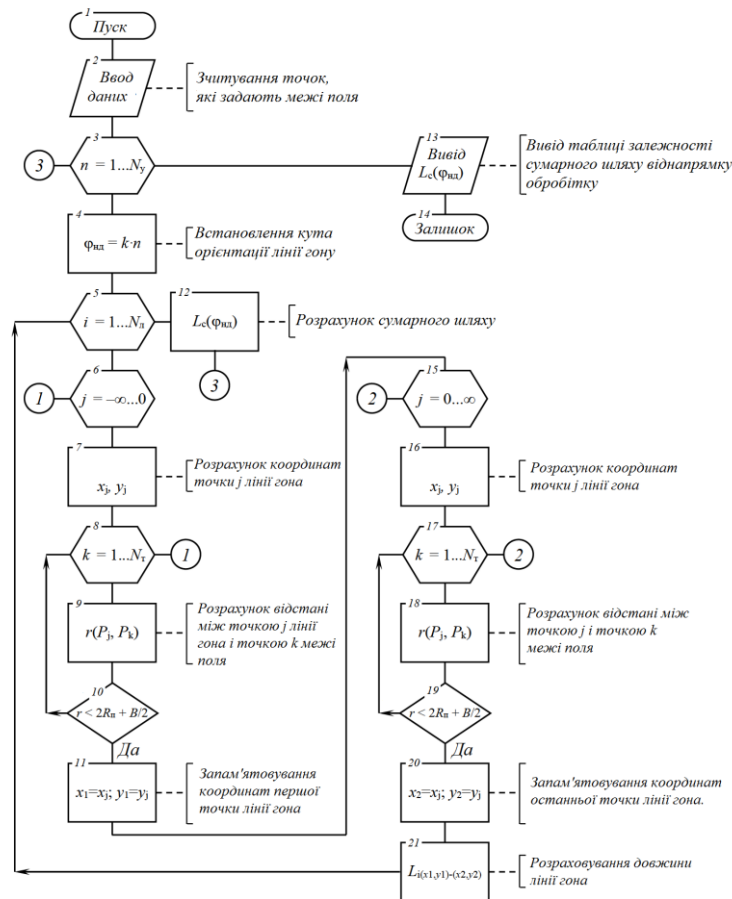 1
Пуск
2
Ввод
даних
Зчитування точок,
які задають межі поля
3
3
n = 1...Nу
13
Вивід
Lс(φнд)
Вивід таблиці залежності
сумарного шляху віднапрямку
обробітку
14
Залишок
4
φнд = k·n
Встановлення кута
орієнтації лінії гону
5
i = 1...Nл
12
Lс(φнд)
Розрахунок сумарного шляху
3
6
1
j = –∞...0
15
2
j = 0...∞
7
xj, yj
Розрахунок координат
точки j лінії гона
16
xj, yj
Розрахунок координат
точки j лінії гона
8
k = 1...Nт
1
17
k = 1...Nт
2
9
r(Pj, Pk)
Розрахунок відстані
між точкою j лінії
гона і точкою k межі
поля
18
r(Pj, Pk)
Розрахунок відстані між
точкою j і точкою k
межі поля
10
r < 2Rп + B/2
Да
19
r < 2Rп + B/2
Да
11
x1=xj; y1=yj
Запам'ятовування
координат першої
точки лінії гона
20
x2=xj; y2=yj
Запам'ятовування координат
останньої точки лінії гона.
21
Li(x1,y1)-(x2,y2)
Розраховування довжини
лінії гона